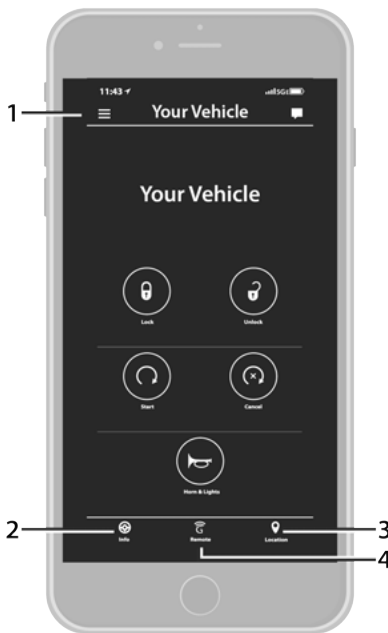 11:43 5GE
1
Your Vehicle
Your Vehicle
Lock Unlock
Start Cancel
Horn & Lights
2 3
Info Remote Location
4